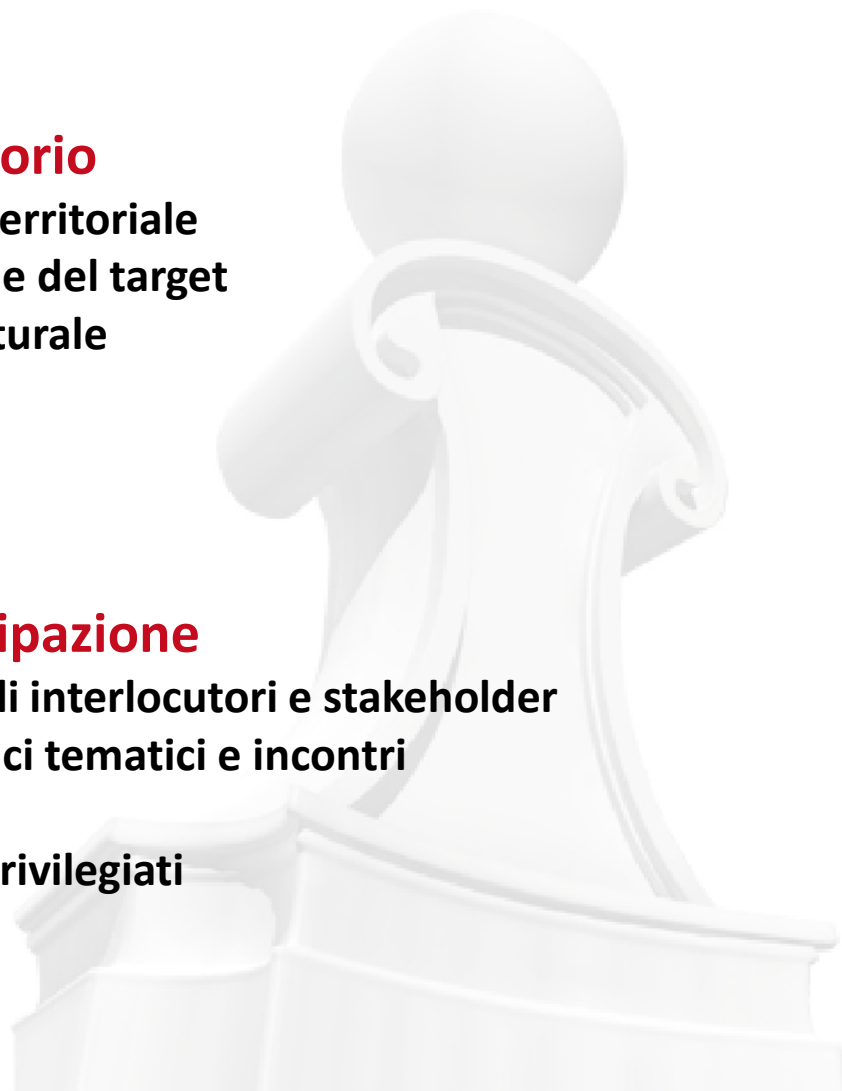 orio
erritoriale
e del target
turale
ipazione
li interlocutori e stakeholder
ci tematici e incontri
rivilegiati